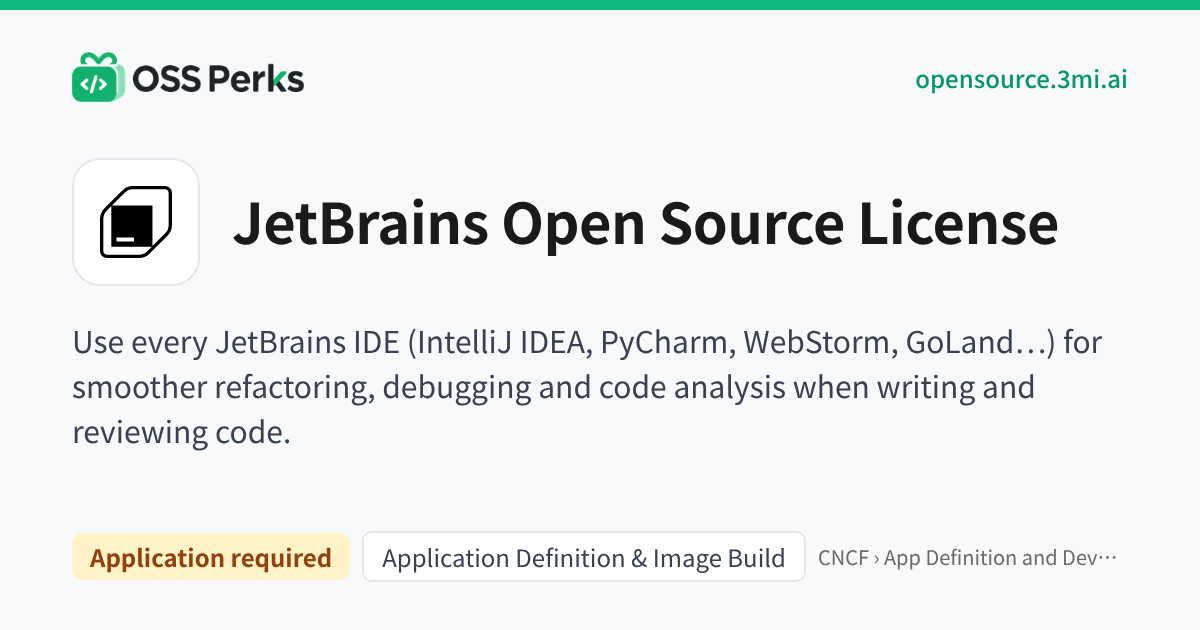 </> OSS Perks
opensource.3mi.ai
JetBrains Open Source License
Use every JetBrains IDE (IntelliJ IDEA, PyCharm, WebStorm, GoLand…) for
smoother refactoring, debugging and code analysis when writing and
reviewing code.
Application required
Application Definition & Image Build
CNCF › App Definition and Dev⋯